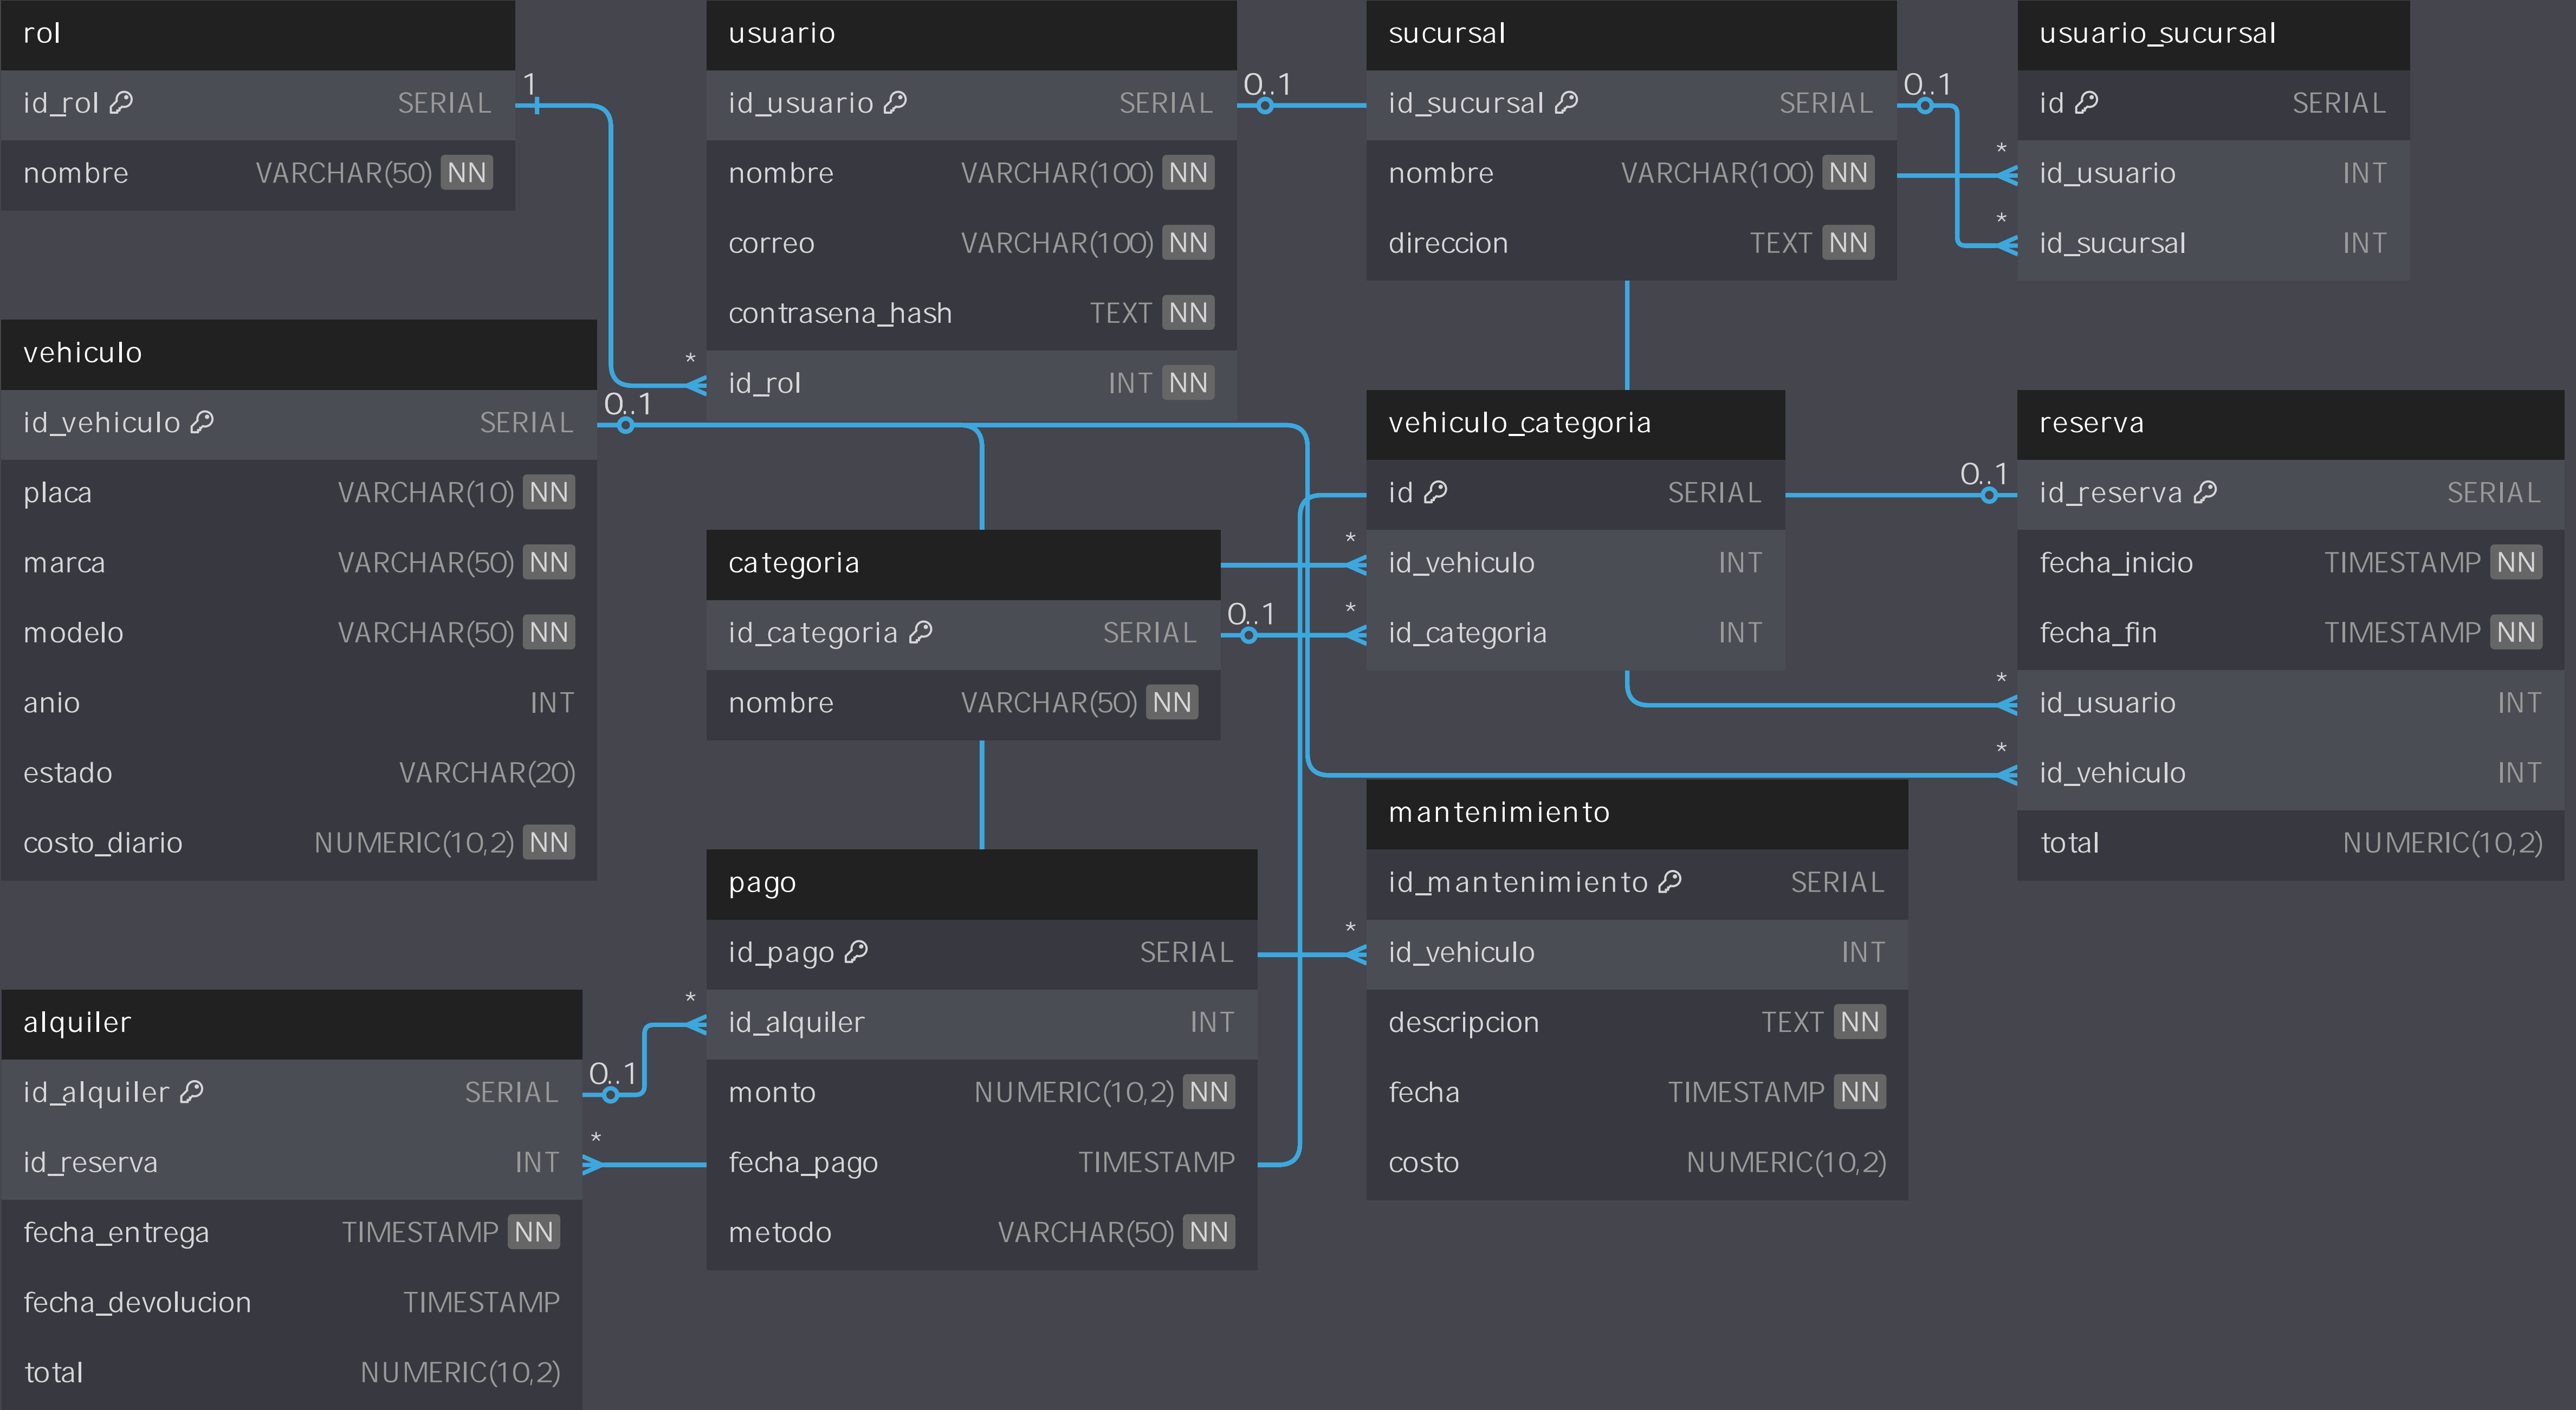 rol
id_rol SERIAL
nombre VARCHAR(50) NN
1
usuario
id_usuario SERIAL
nombre VARCHAR(100) NN
correo VARCHAR(100) NN
contrasena_hash TEXT NN
id_rol INT NN
*
0..1
sucursal
id_sucursal SERIAL
nombre VARCHAR(100) NN
direccion TEXT NN
0..1
usuario_sucursal
id SERIAL
* id_usuario INT
* id_sucursal INT
vehiculo
id_vehiculo SERIAL
placa VARCHAR(10) NN
marca VARCHAR(50) NN
modelo VARCHAR(50) NN
anio INT
estado VARCHAR(20)
costo_diario NUMERIC(10,2) NN
0..1
categoria
id_categoria SERIAL
nombre VARCHAR(50) NN
0..1
vehiculo_categoria
id SERIAL
* id_vehiculo INT
* id_categoria INT
0..1
reserva
id_reserva SERIAL
fecha_inicio TIMESTAMP NN
fecha_fin TIMESTAMP NN
* id_usuario INT
* id_vehiculo INT
total NUMERIC(10,2)
alquiler
id_alquiler SERIAL
id_reserva INT
fecha_entrega TIMESTAMP NN
fecha_devolucion TIMESTAMP
total NUMERIC(10,2)
0..1
*
pago
id_pago SERIAL
* id_alquiler INT
monto NUMERIC(10,2) NN
fecha_pago TIMESTAMP
metodo VARCHAR(50) NN
mantenimiento
id_mantenimiento SERIAL
* id_vehiculo INT
descripcion TEXT NN
fecha TIMESTAMP NN
costo NUMERIC(10,2)